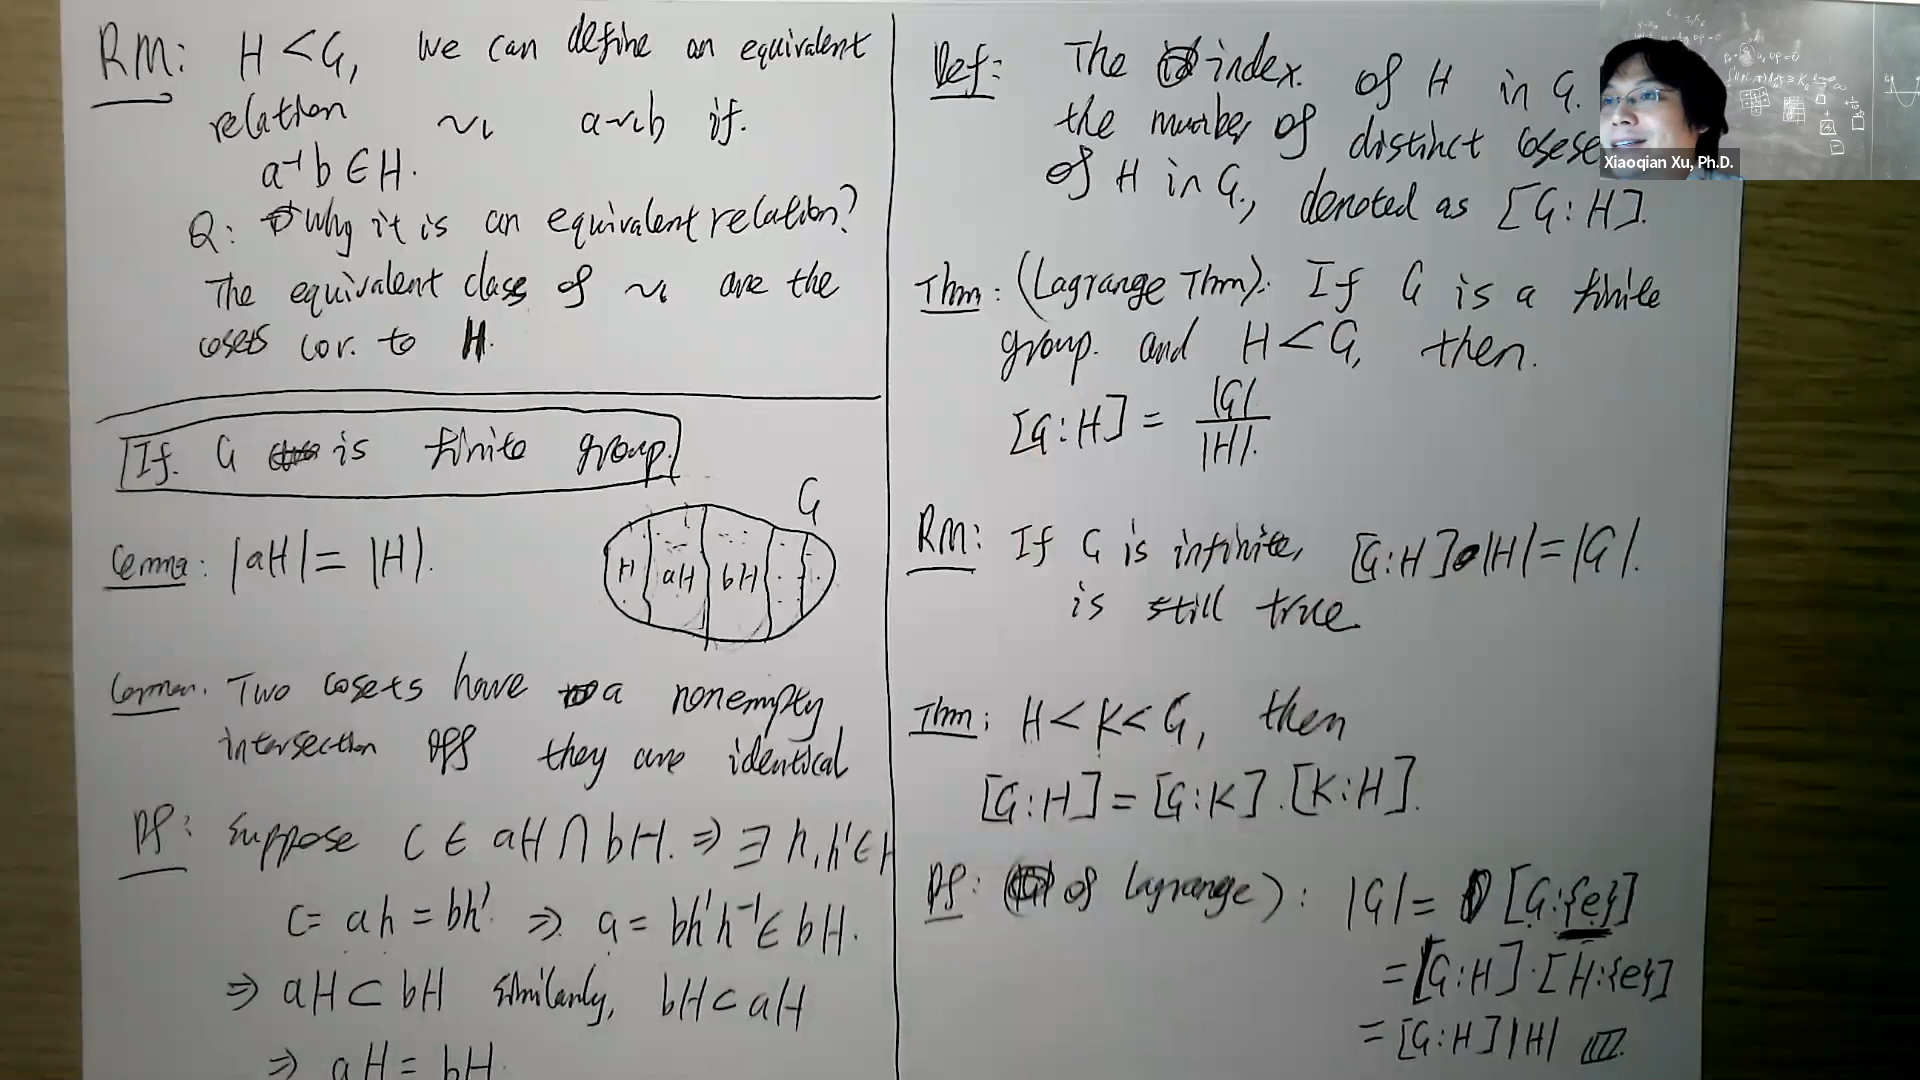 RM: H < G, we can define an equivalent
relation ~L a ~L b if.
a⁻¹b ∈ H.
Q: why it is an equivalent relation?
The equivalent class of ~L are the
cosets cor. to H.
If G is finite group.
G
H aH bH
Lemma: |aH| = |H|.
Lemma. Two cosets have a nonempty
intersection iff they are identical
Pf: Suppose C ∈ aH ∩ bH. ⇒ ∃ h, h' ∈ H
C = ah = bh' ⇒ a = bh'h⁻¹ ∈ bH.
⇒ aH ⊂ bH similarly, bH ⊂ aH
⇒ aH = bH
Def: The index of H in G.
the number of distinct cose
of H in G, denoted as [G:H].
Thm: (Lagrange Thm). If G is a finite
group. and H < G, then.
[G:H] = |G| / |H|.
RM: If G is infinite, [G:H]·|H| = |G|.
is still true
Thm: H < K < G, then
[G:H] = [G:K]·[K:H].
Pf: (of Lagrange): |G| = [G:{e}]
= [G:H]·[H:{e}]
= [G:H]|H|
Xiaoqian Xu, Ph.D.